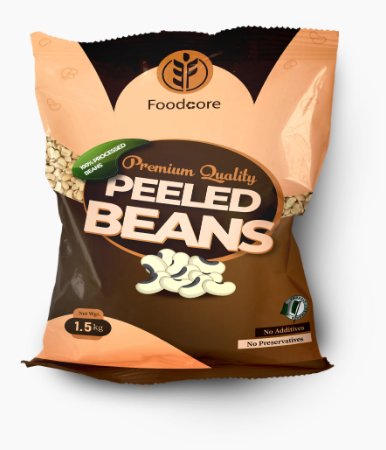 Foodcore
100% PROCESSED
BEANS
Premium Quality
PEELED
BEANS
Net Wgt.
1.5kg
No Additives
No Preservatives